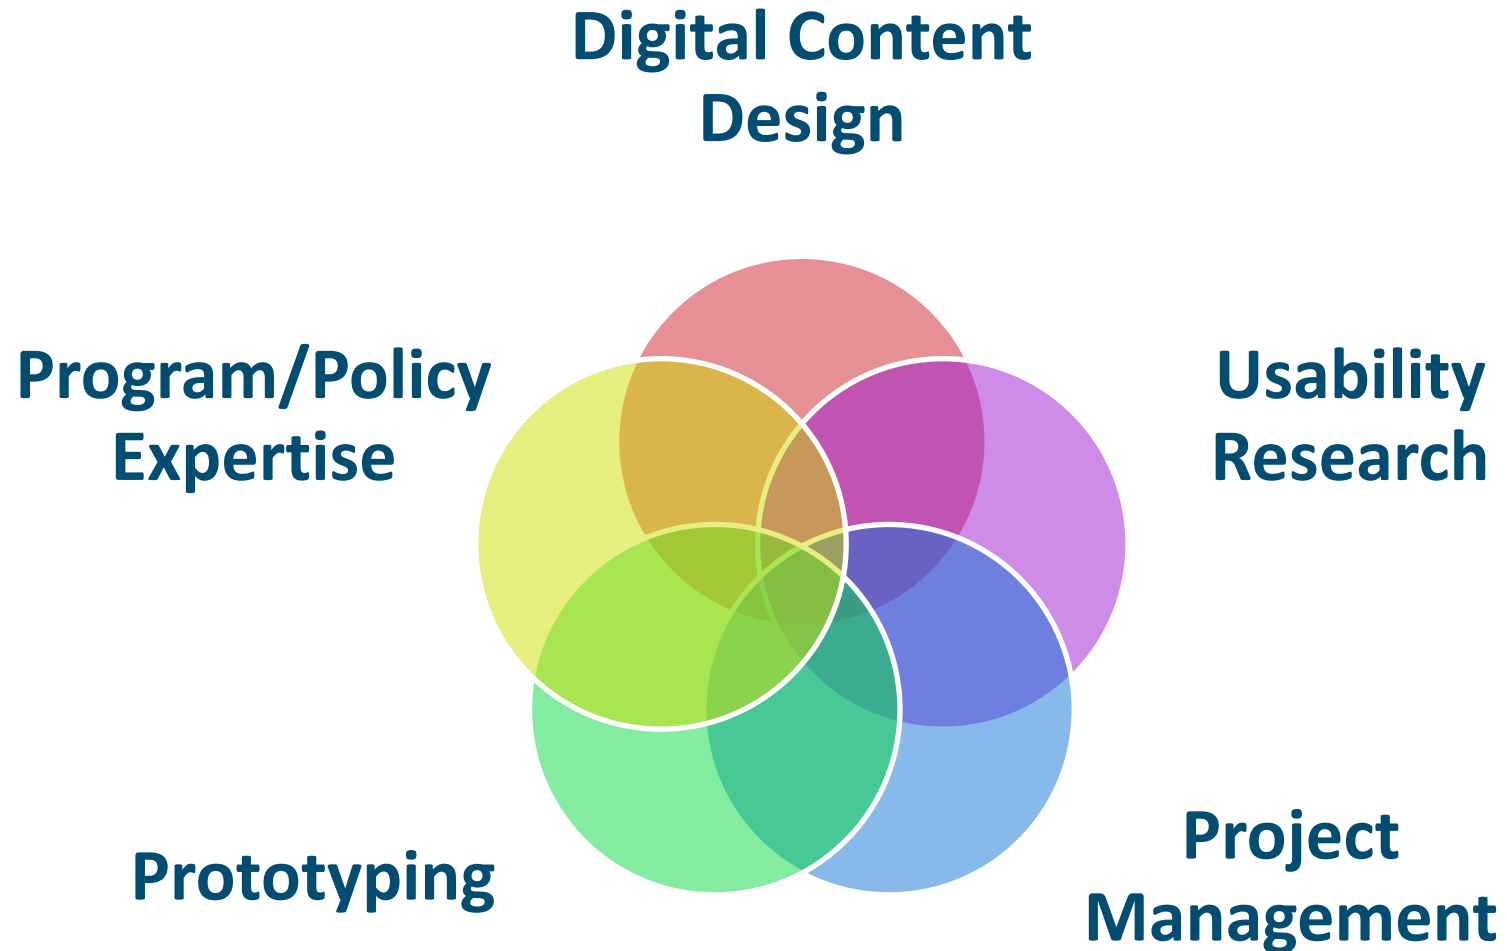 Digital Content
Design
Program/Policy
Expertise
Usability
Research
Prototyping
Project
Management